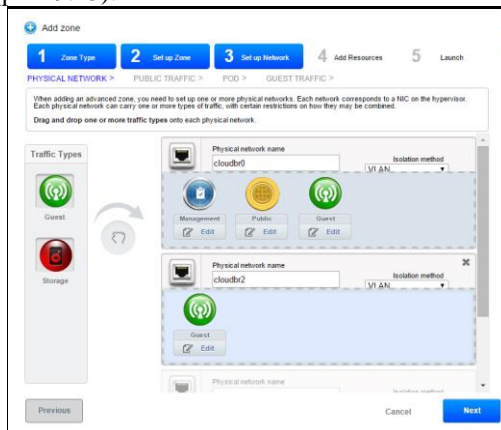 Add zone
1 Zone Type 2 Set up Zone 3 Set up Network 4 Add Resources 5 Launch
PHYSICAL NETWORK > PUBLIC TRAFFIC > POD > GUEST TRAFFIC >
When adding an advanced zone, you need to set up one or more physical networks. Each network corresponds to a NIC on the hypervisor.
Each physical network can carry one or more types of traffic, with certain restrictions on how they may be combined.
Drag and drop one or more traffic types onto each physical network.
Traffic Types
Guest
Storage
Physical network name
Isolation method
cloudbr0
VLAN
Management Public Guest
Edit Edit Edit
Physical network name
Isolation method
cloudbr2
VLAN
Guest
Edit
Physical network name
Isolation method
Previous Cancel Next